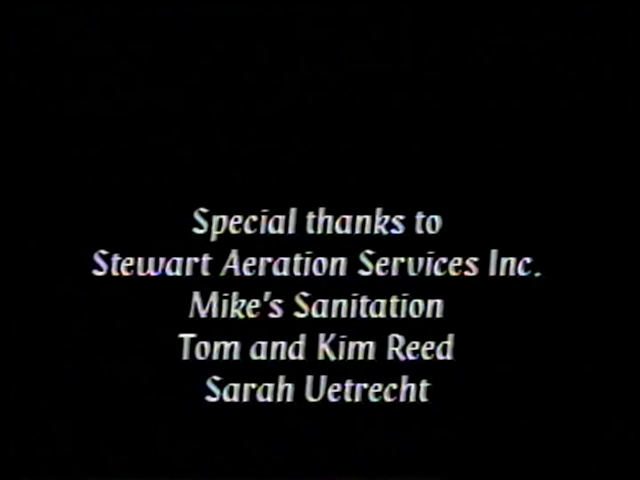 Special thanks to
Stewart Aeration Services Inc.
Mike's Sanitation
Tom and Kim Reed
Sarah Uetrecht